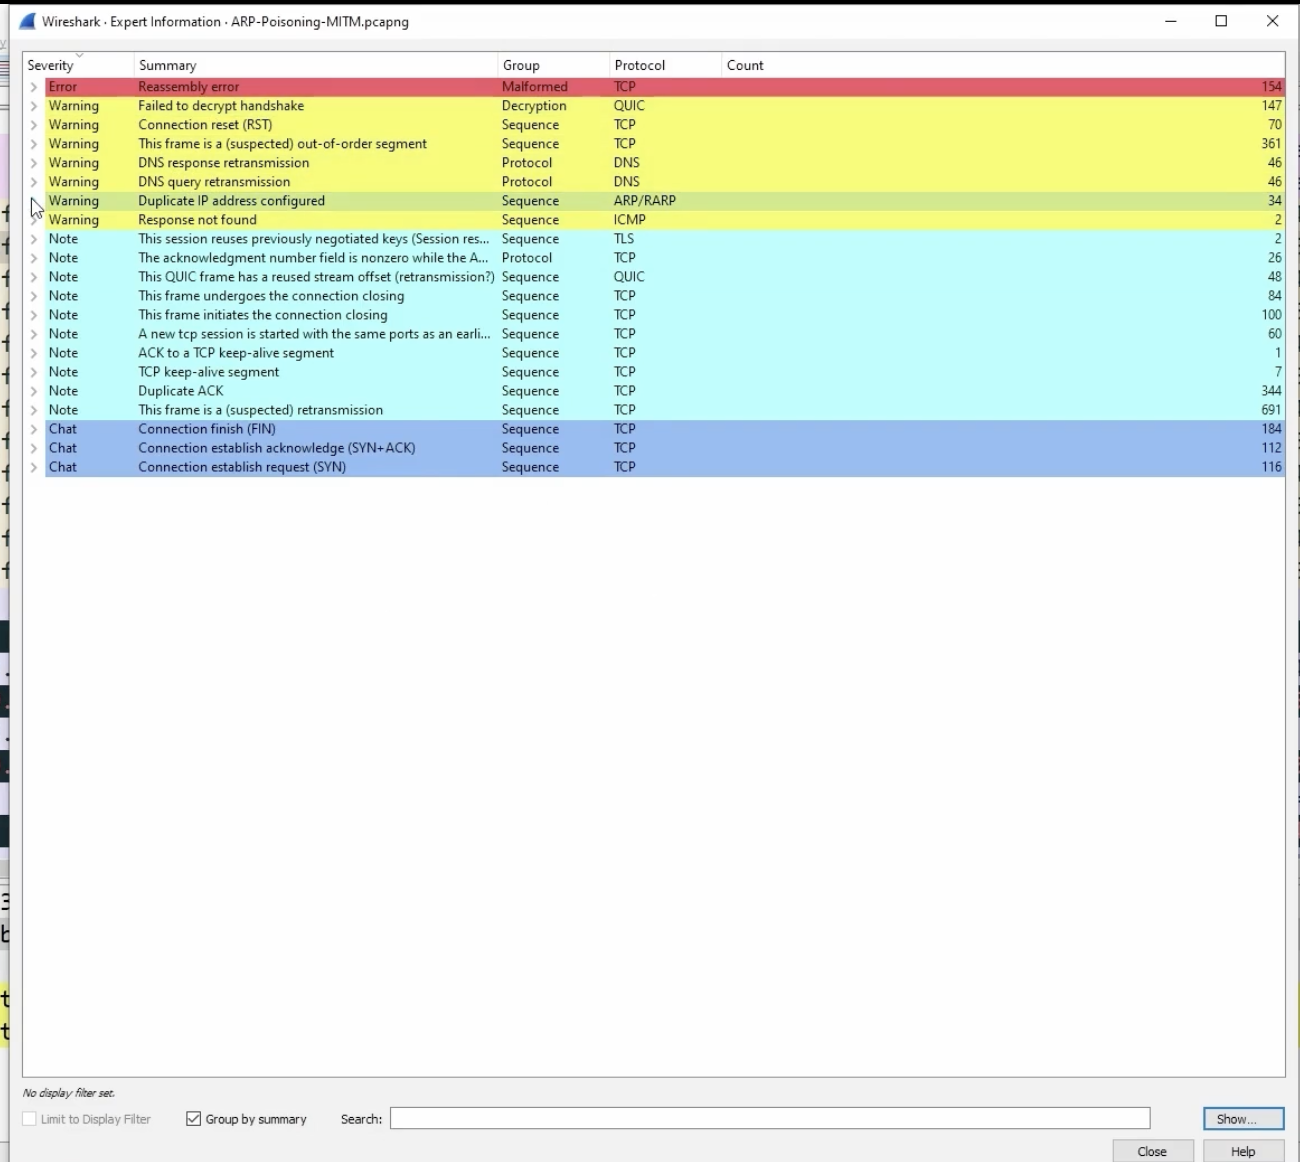 Wireshark · Expert Information · ARP-Poisoning-MITM.pcapng
Severity Summary Group Protocol Count
Error Reassembly error Malformed TCP 154
Warning Failed to decrypt handshake Decryption QUIC 147
Warning Connection reset (RST) Sequence TCP 70
Warning This frame is a (suspected) out-of-order segment Sequence TCP 361
Warning DNS response retransmission Protocol DNS 46
Warning DNS query retransmission Protocol DNS 46
Warning Duplicate IP address configured Sequence ARP/RARP 34
Warning Response not found Sequence ICMP 2
Note This session reuses previously negotiated keys (Session res... Sequence TLS 2
Note The acknowledgment number field is nonzero while the A... Protocol TCP 26
Note This QUIC frame has a reused stream offset (retransmission?) Sequence QUIC 48
Note This frame undergoes the connection closing Sequence TCP 84
Note This frame initiates the connection closing Sequence TCP 100
Note A new tcp session is started with the same ports as an earli... Sequence TCP 60
Note ACK to a TCP keep-alive segment Sequence TCP 1
Note TCP keep-alive segment Sequence TCP 7
Note Duplicate ACK Sequence TCP 344
Note This frame is a (suspected) retransmission Sequence TCP 691
Chat Connection finish (FIN) Sequence TCP 184
Chat Connection establish acknowledge (SYN+ACK) Sequence TCP 112
Chat Connection establish request (SYN) Sequence TCP 116
No display filter set.
Limit to Display Filter Group by summary Search: Show...
Close Help